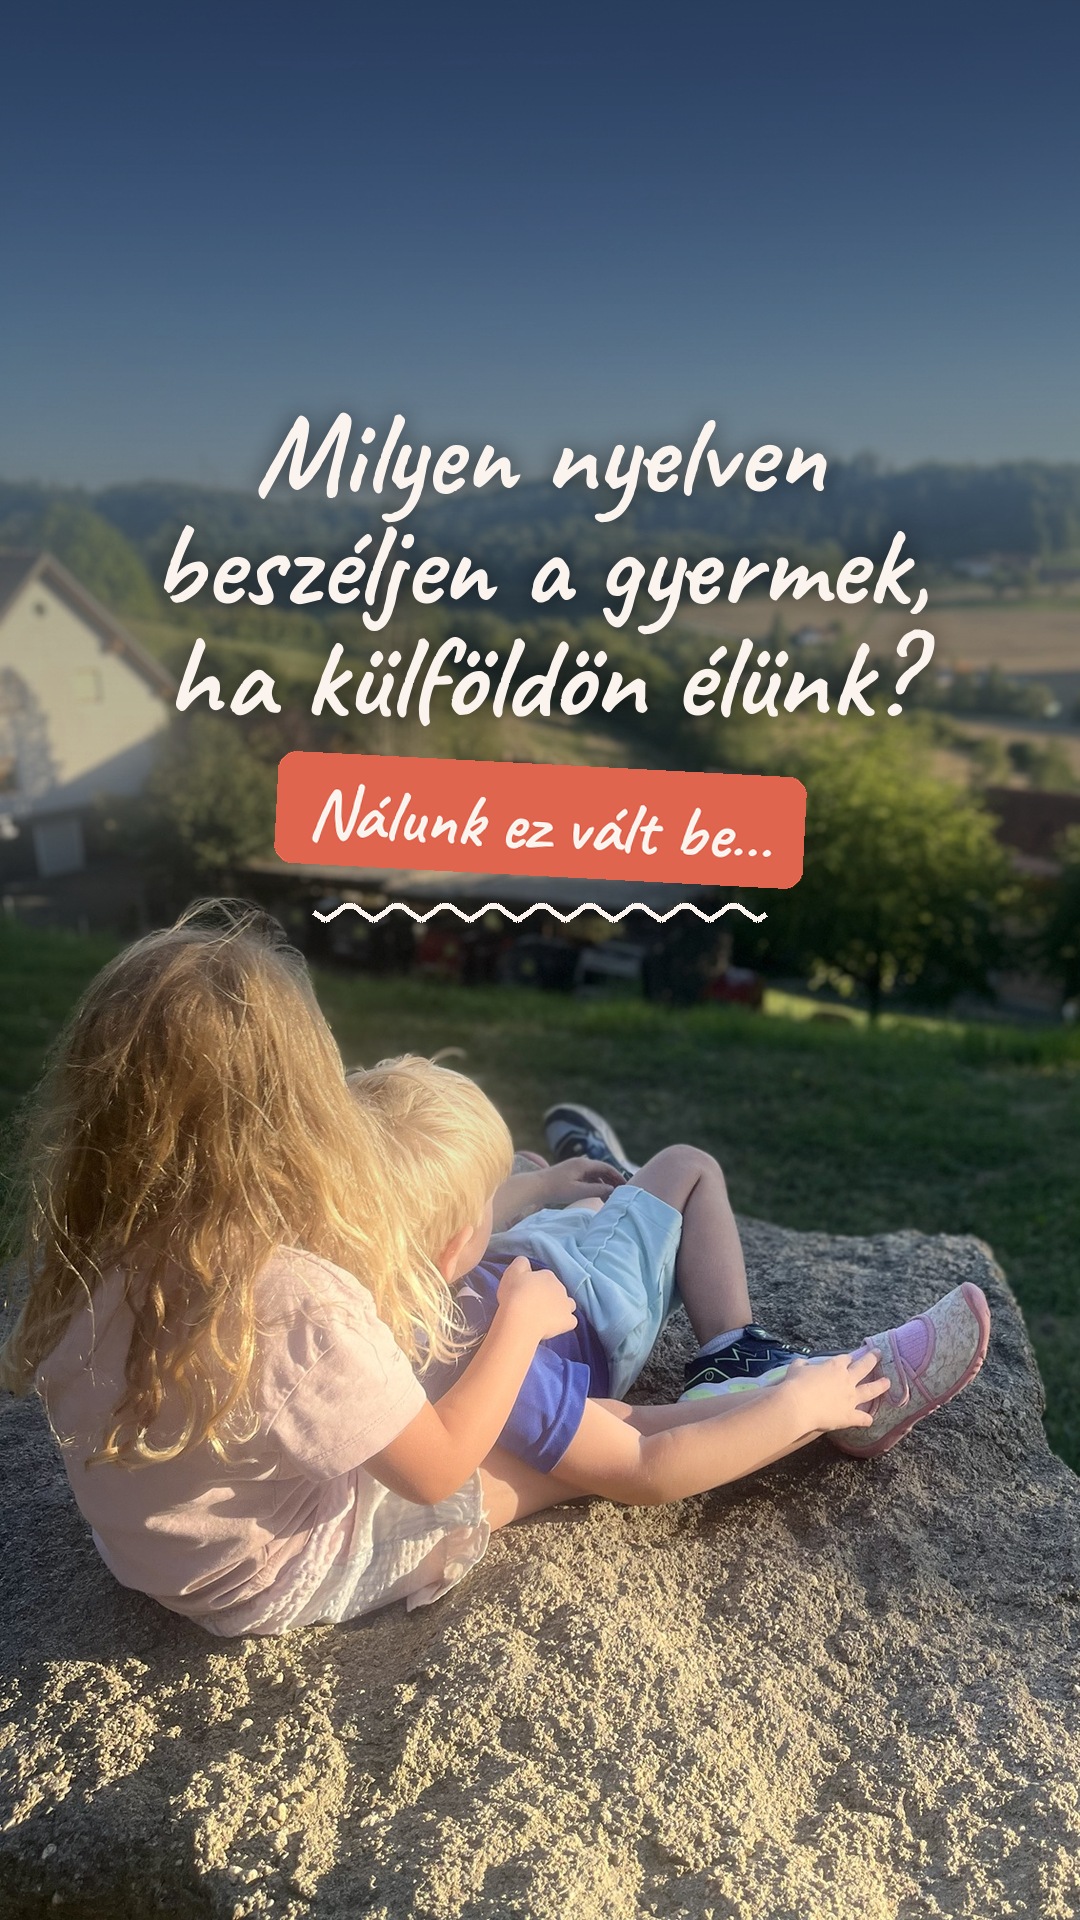 Milyen nyelven
beszéljen a gyermek,
ha külföldön élünk?
Nálunk ez vált be...